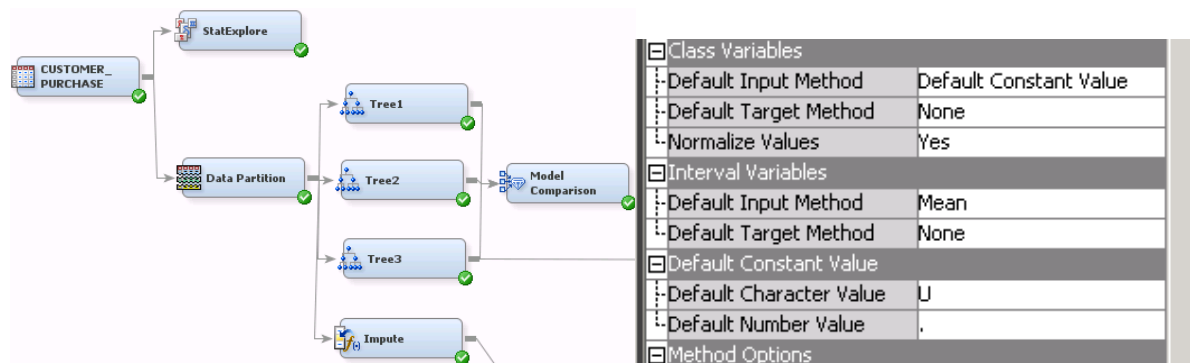 StatExplore
CUSTOMER_
PURCHASE
Tree1
Data Partition
Tree2
Model
Comparison
Tree3
Impute
Class Variables
Default Input Method Default Constant Value
Default Target Method None
Normalize Values Yes
Interval Variables
Default Input Method Mean
Default Target Method None
Default Constant Value
Default Character Value U
Default Number Value .
Method Options